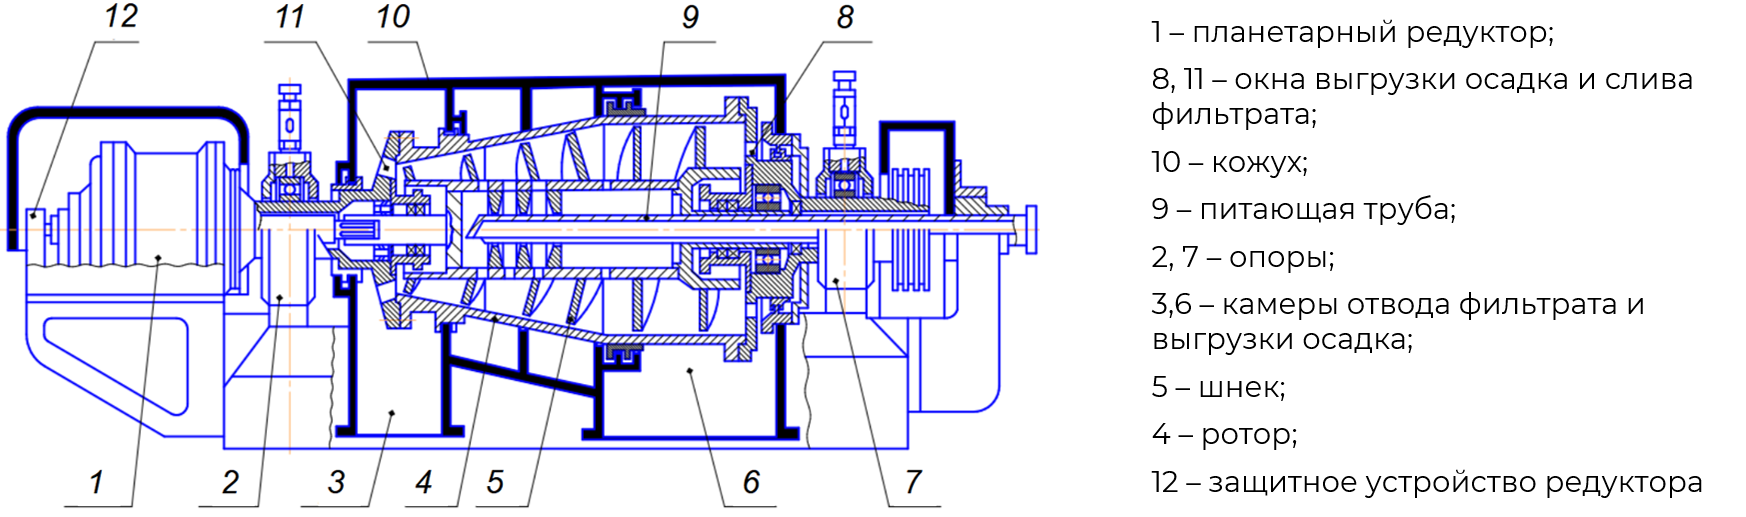 12 11 10 9 8
1 2 3 4 5 6 7
1 – планетарный редуктор;
8, 11 – окна выгрузки осадка и слива
фильтрата;
10 – кожух;
9 – питающая труба;
2, 7 – опоры;
3,6 – камеры отвода фильтрата и
выгрузки осадка;
5 – шнек;
4 – ротор;
12 – защитное устройство редуктора